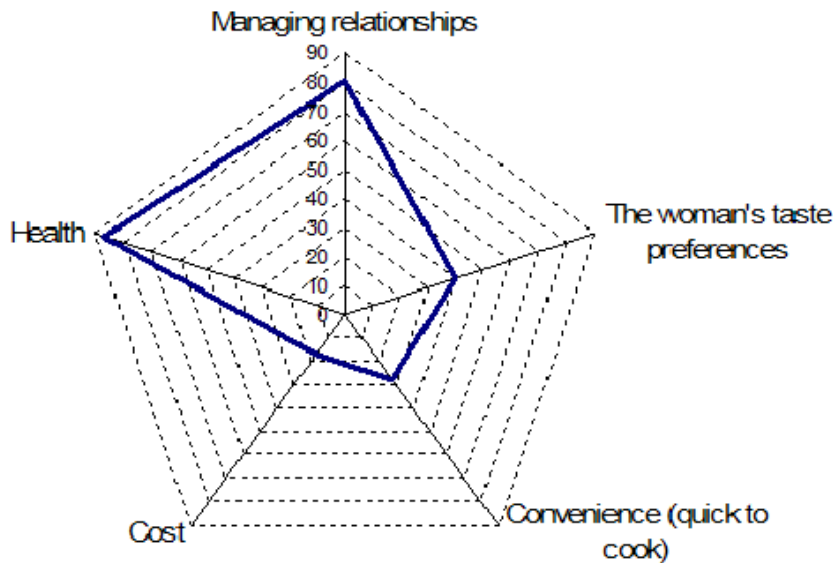 Managing relationships
90
80
70
60
50
40
30
20
10
0
The woman's taste
preferences
Health
Convenience (quick to
cook)
Cost